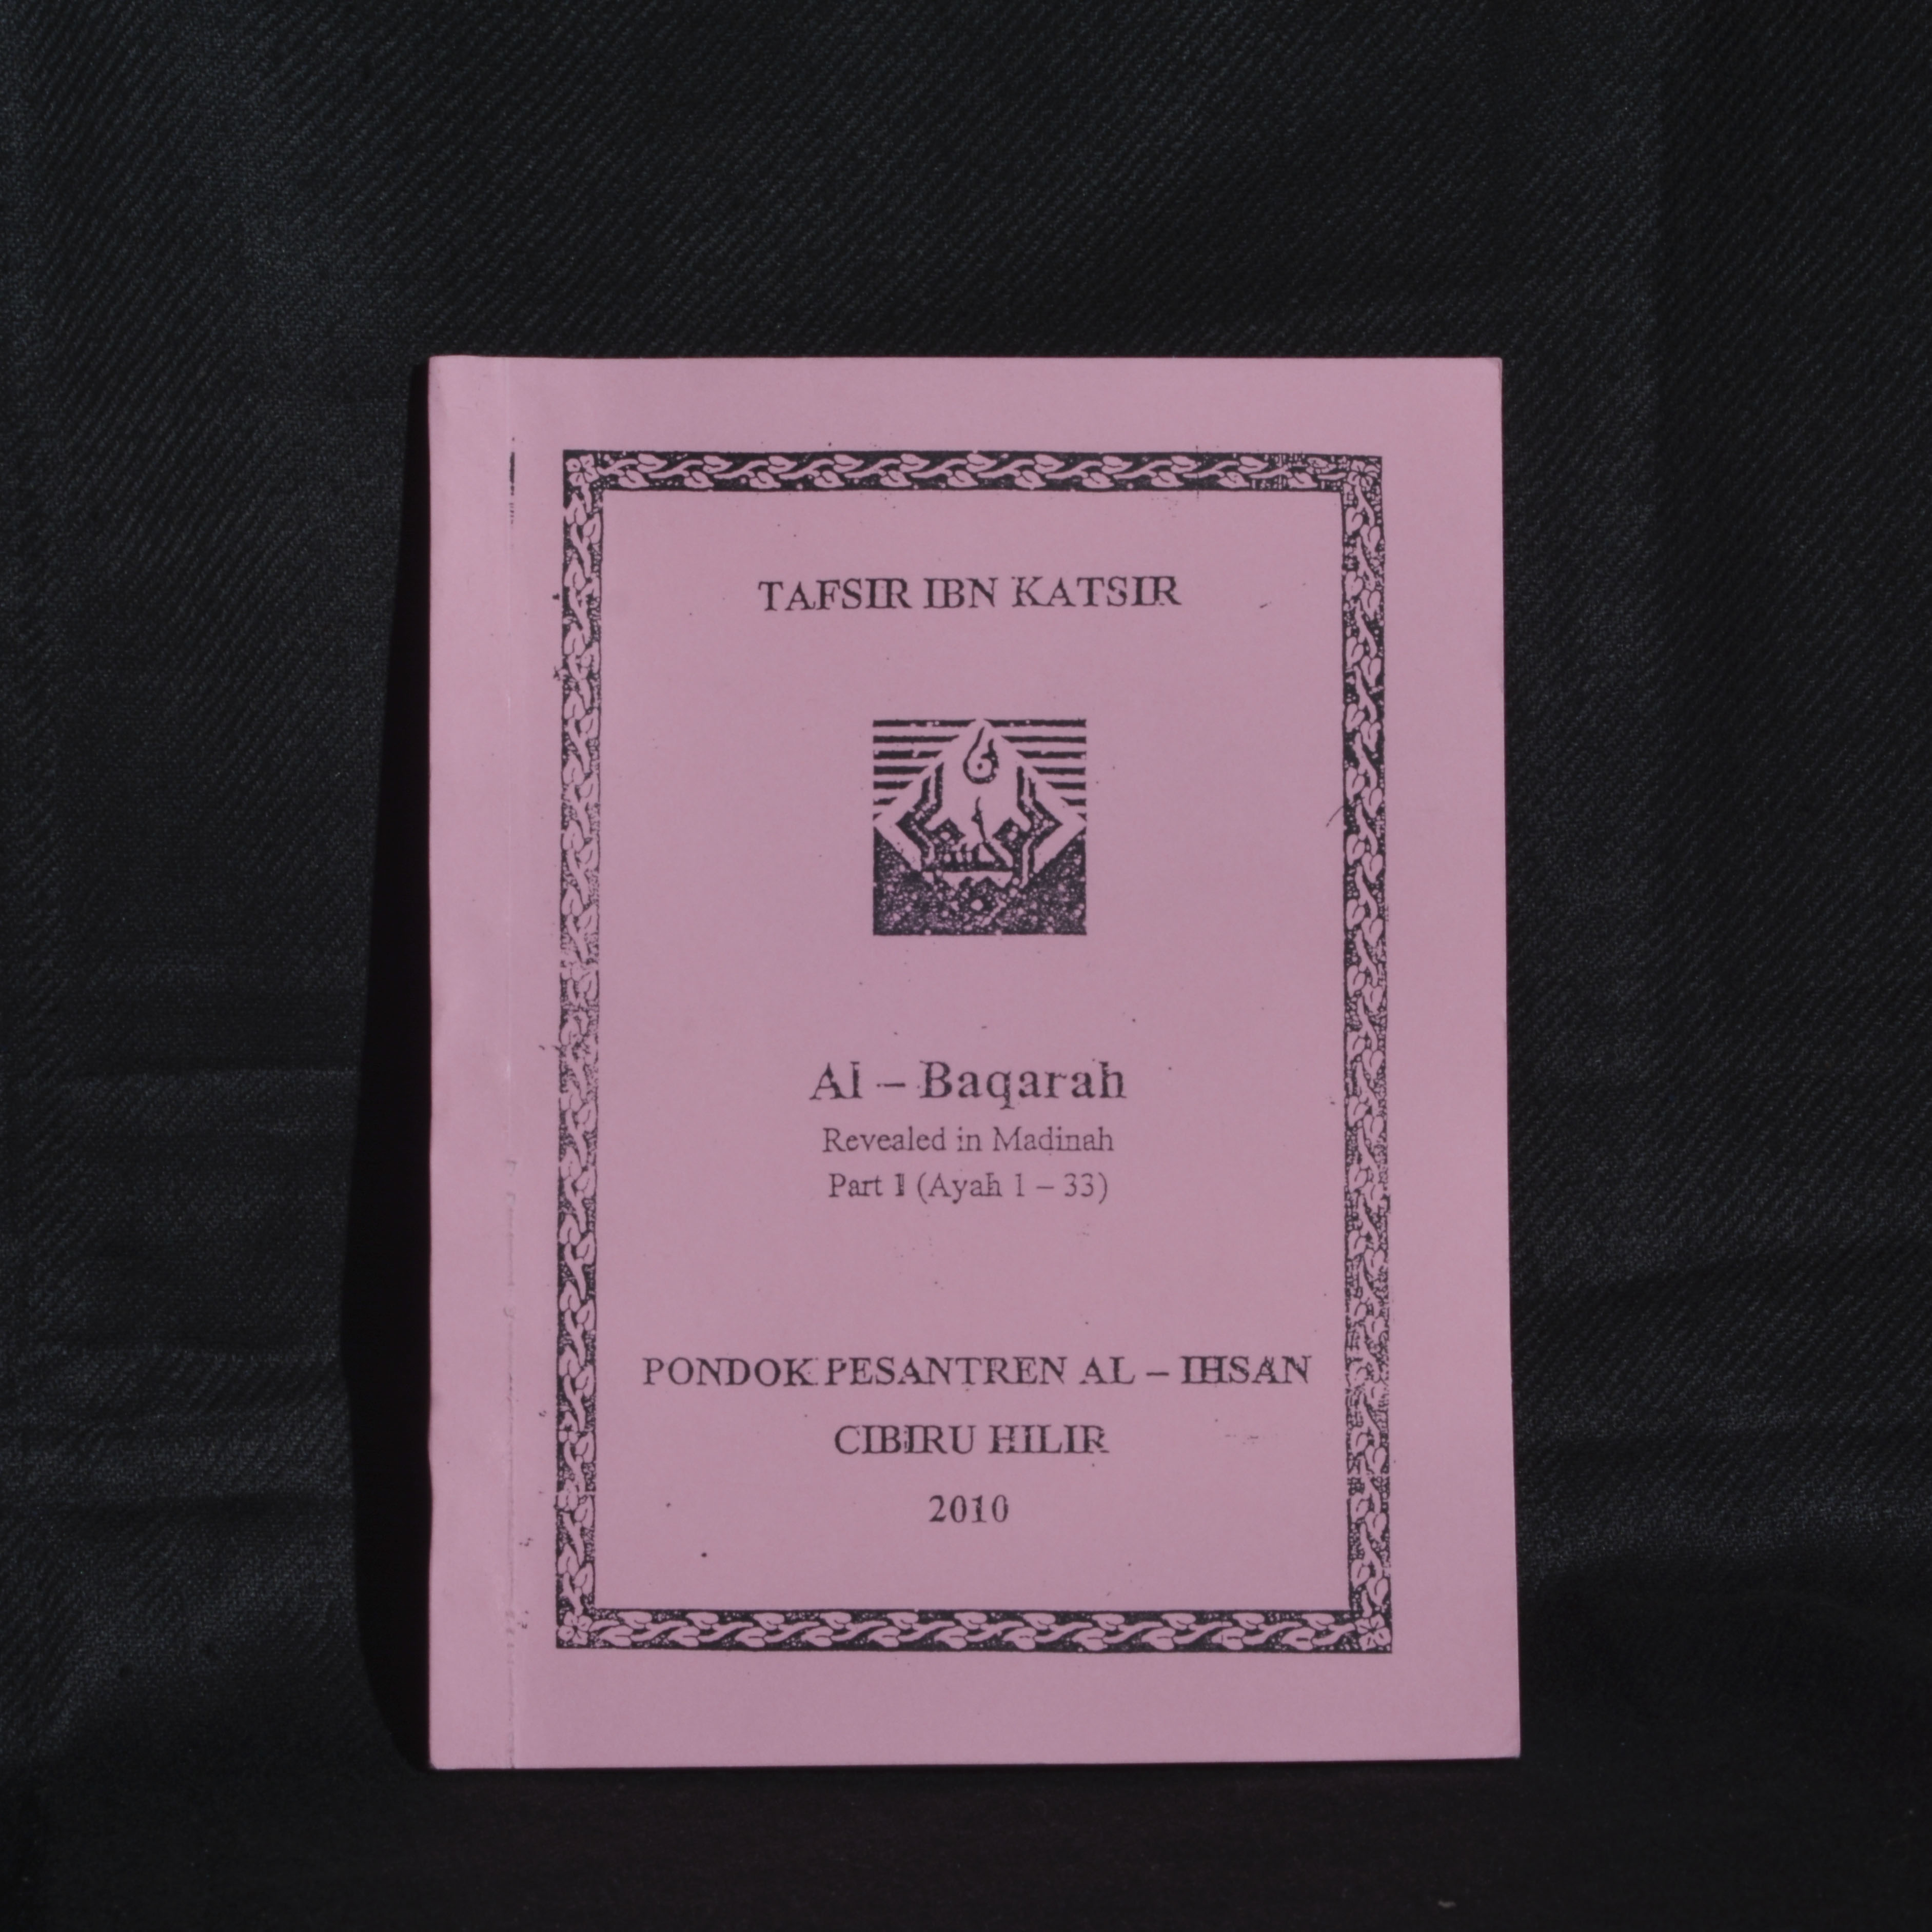 TAFSIR IBN KATSIR
Al – Baqarah
Revealed in Madinah
Part 1 (Ayah 1 – 33)
PONDOK PESANTREN AL – IHSAN
CIBIRU HILIR
2010